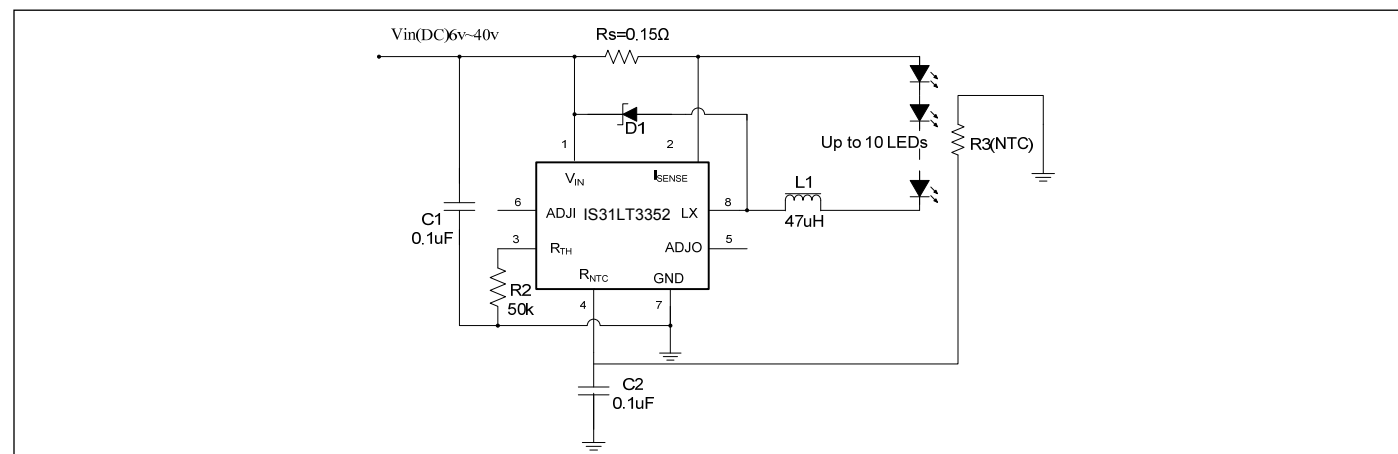 Vin(DC)6v~40v
Rs=0.15Ω
D1
1
2
Up to 10 LEDs
R3(NTC)
VIN
ISENSE
L1
6
ADJI
IS31LT3352
LX
8
C1
0.1uF
47uH
3
RTH
ADJO
5
RNTC
GND
R2
50k
4
7
C2
0.1uF